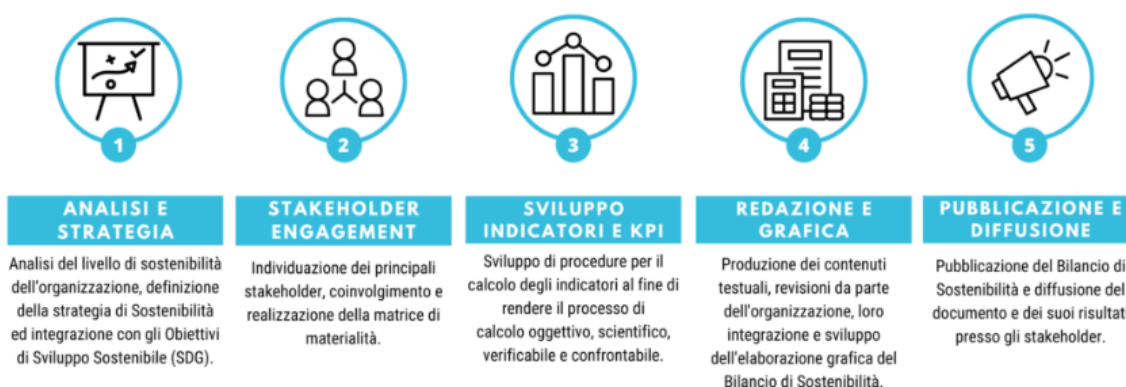 1
ANALISI E
STRATEGIA
Analisi del livello di sostenibilità
dell'organizzazione, definizione
della strategia di Sostenibilità
ed integrazione con gli Obiettivi
di Sviluppo Sostenibile (SDG).
2
STAKEHOLDER
ENGAGEMENT
Individuazione dei principali
stakeholder, coinvolgimento e
realizzazione della matrice di
materialità.
3
SVILUPPO
INDICATORI E KPI
Sviluppo di procedure per il
calcolo degli indicatori al fine di
rendere il processo di
calcolo oggettivo, scientifico,
verificabile e confrontabile.
4
REDAZIONE E
GRAFICA
Produzione dei contenuti
testuali, revisioni da parte
dell'organizzazione, loro
integrazione e sviluppo
dell'elaborazione grafica del
Bilancio di Sostenibilità.
5
PUBBLICAZIONE E
DIFFUSIONE
Pubblicazione del Bilancio di
Sostenibilità e diffusione del
documento e dei suoi risultati
presso gli stakeholder.